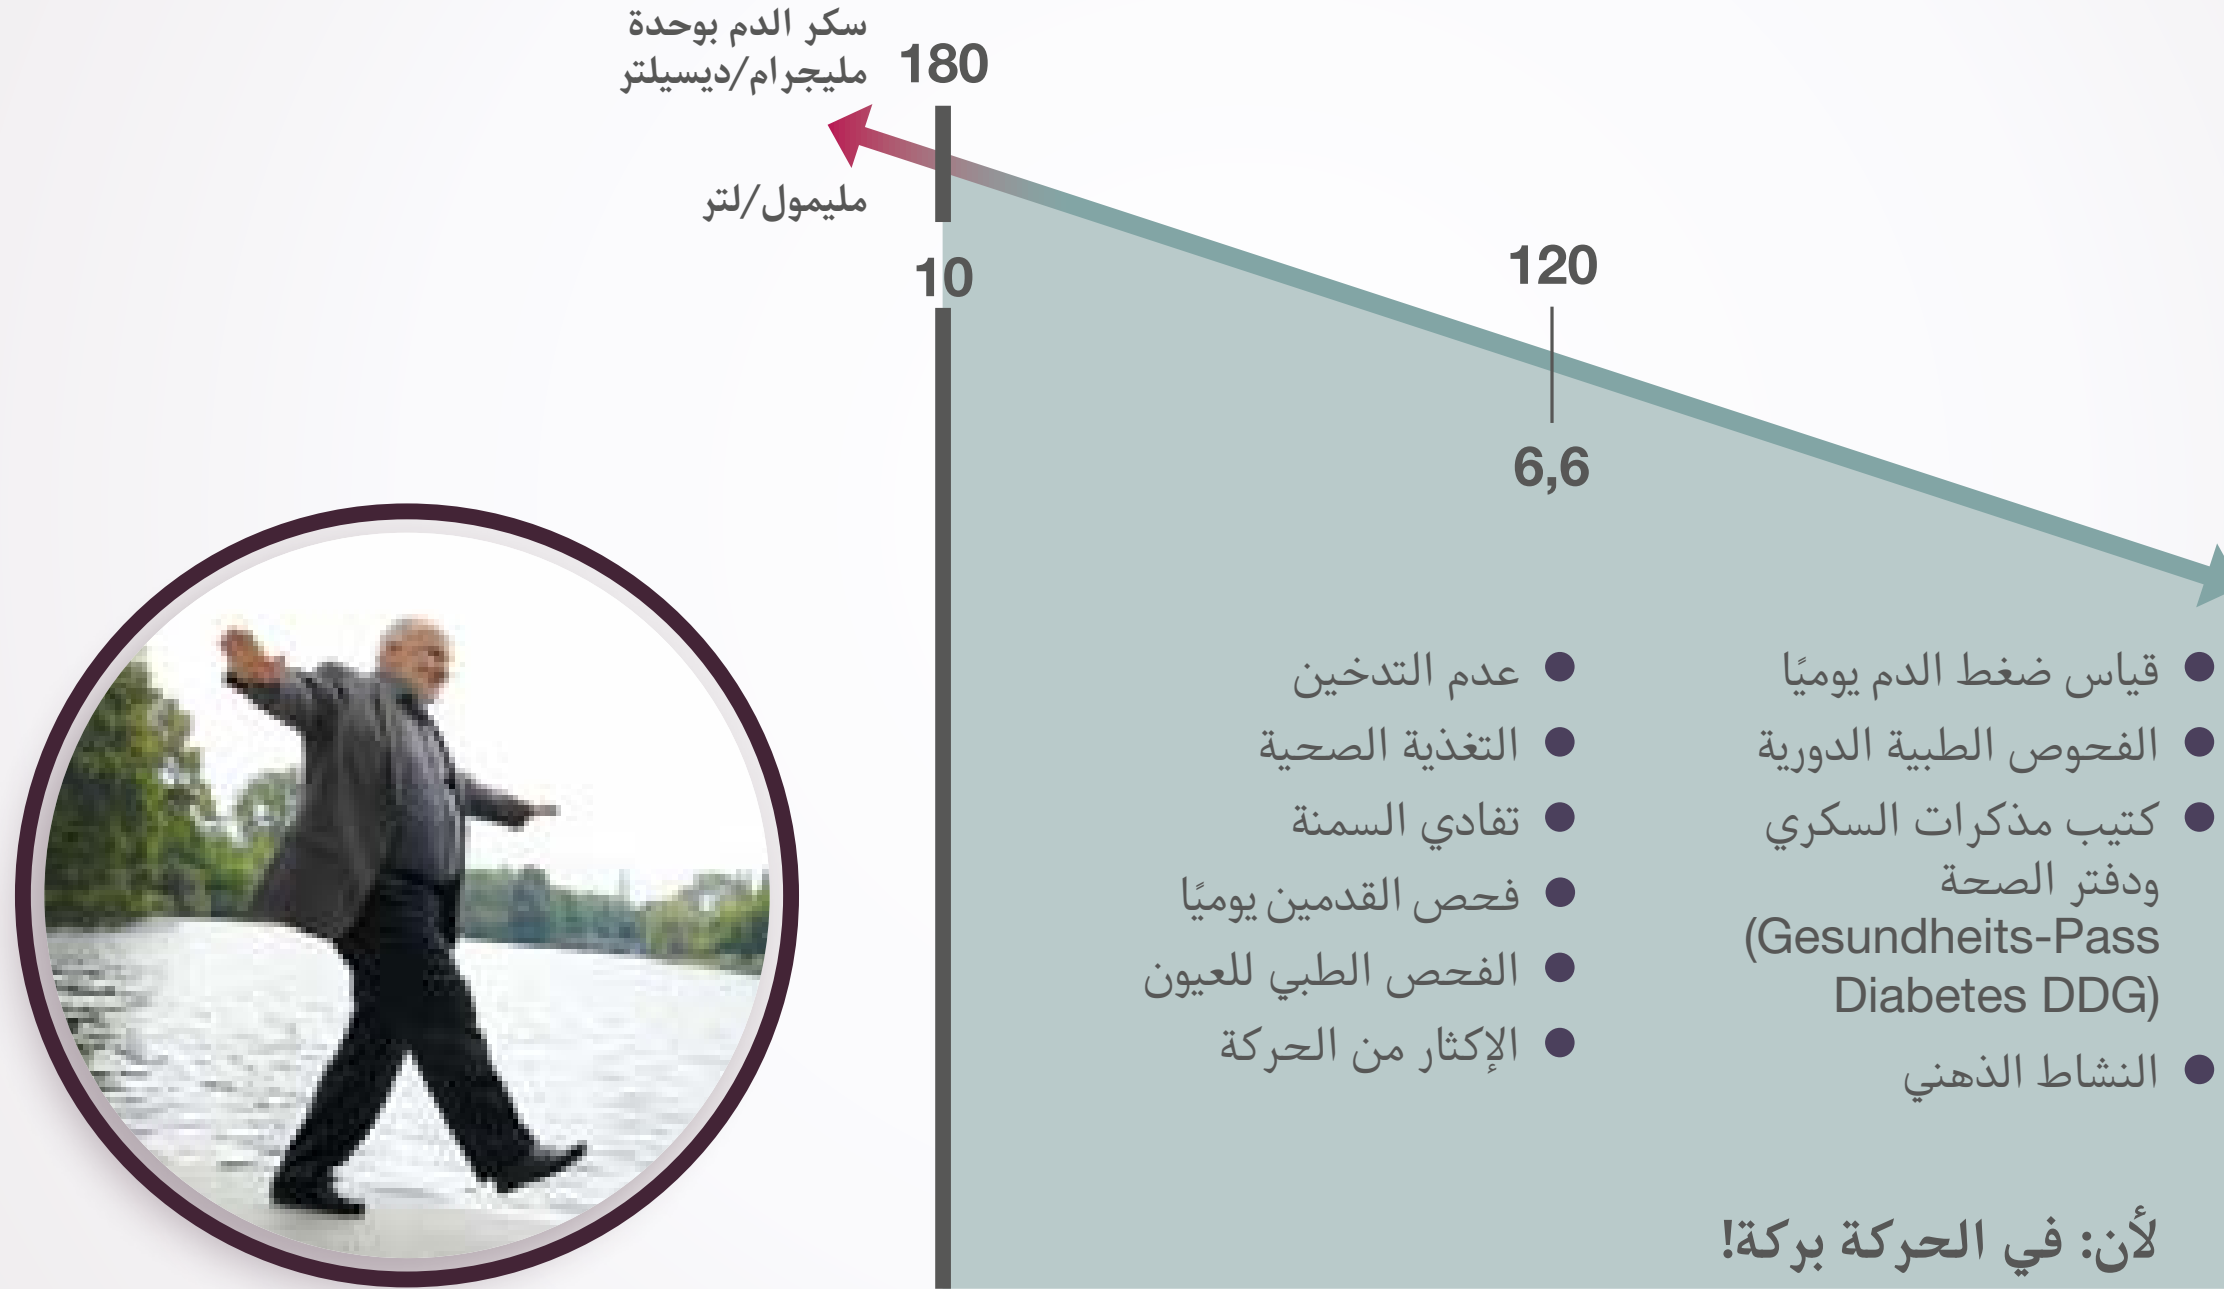 سكر الدم بوحدة
مليجرام/ديسيلتر
180
مليمول/لتر
10
120
6,6
قياس ضغط الدم يوميًا
الفحوص الطبية الدورية
كتيب مذكرات السكري
ودفتر الصحة
(Gesundheits-Pass
Diabetes DDG)
النشاط الذهني
عدم التدخين
التغذية الصحية
تفادي السمنة
فحص القدمين يوميًا
الفحص الطبي للعيون
الإكثار من الحركة
لأن: في الحركة بركة!